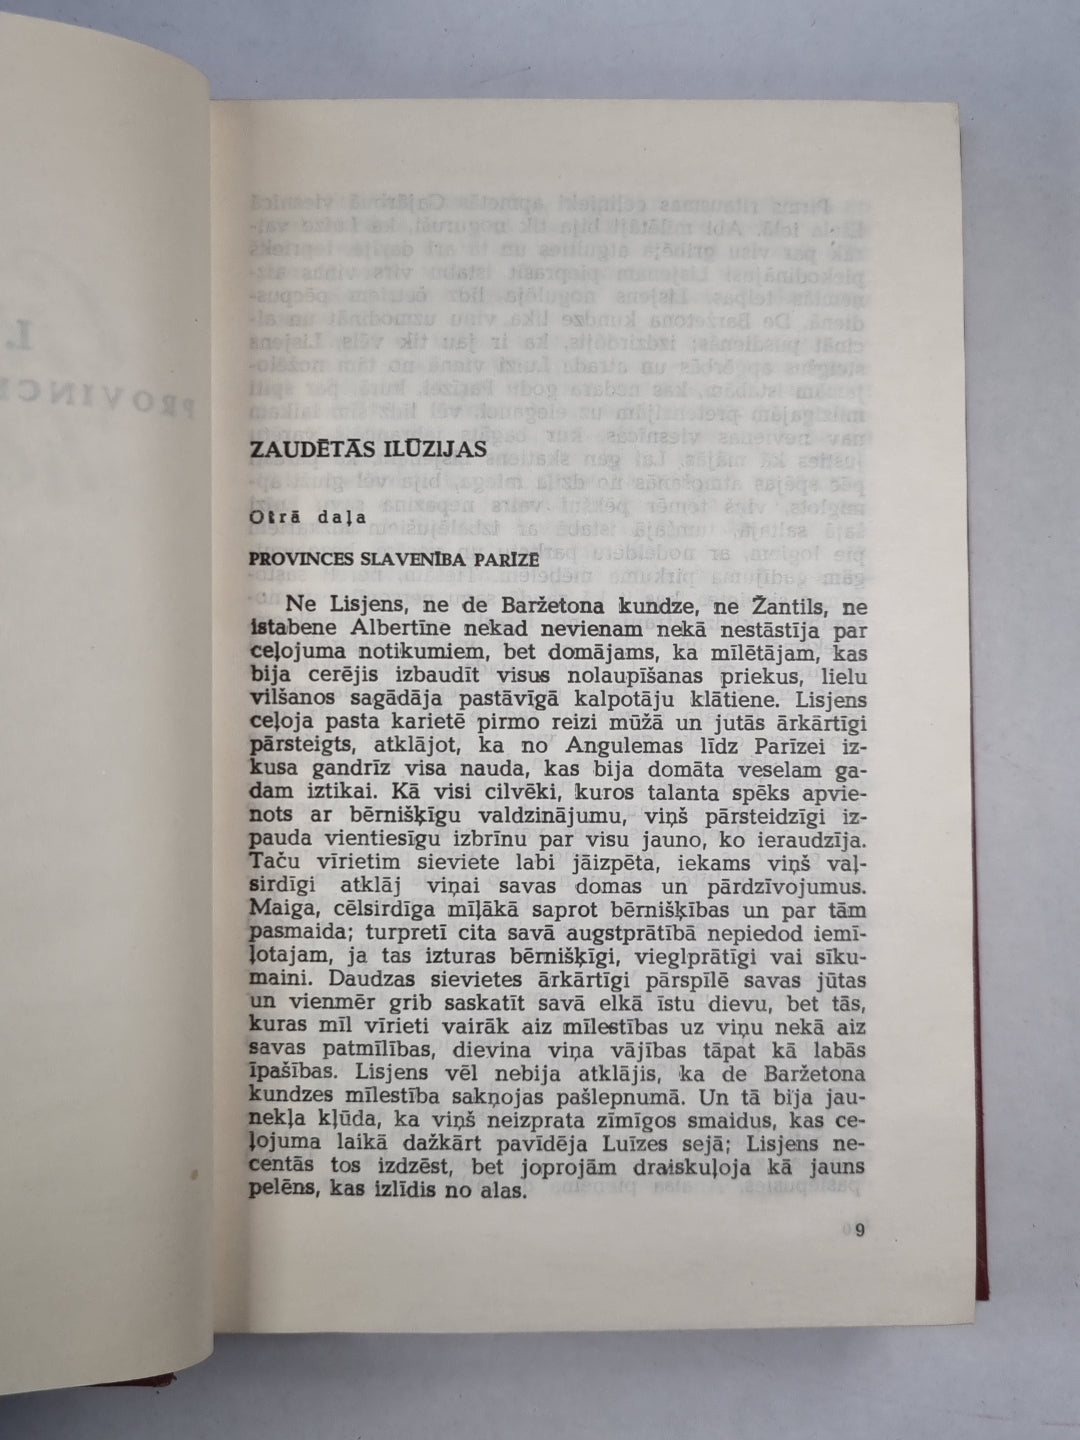 ZAUDĒTĀS ILŪZIJAS
Otrā daļa
PROVINCES SLAVENĪBA PARĪZĒ
Ne Lisjens, ne de Baržetona kundze, ne Žantils, ne
istabene Albertīne nekad nevienam nekā nestāstīja par
ceļojuma notikumiem, bet domājams, ka mīlētājam, kas
bija cerējis izbaudīt visus nolaupīšanas priekus, lielu
vilšanos sagādāja pastāvīgā kalpotāju klātiene. Lisjens
ceļoja pasta karietē pirmo reizi mūžā un jutās ārkārtīgi
pārsteigts, atklājot, ka no Angulemas līdz Parīzei iz-
kusa gandrīz visa nauda, kas bija domāta veselam ga-
dam iztikai. Kā visi cilvēki, kuros talanta spēks apvie-
nots ar bērnišķīgu valdzinājumu, viņš pārsteidzīgi iz-
pauda vientiesīgu izbrīnu par visu jauno, ko ieraudzīja.
Taču vīrietim sieviete labi jāizpēta, iekams viņš vaļ-
sirdīgi atklāj viņai savas domas un pārdzīvojumus.
Maiga, cēlsirdīga mīļākā saprot bērnišķības un par tām
pasmaida; turpretī cita savā augstprātībā nepiedod iemī-
ļotajam, ja tas izturas bērnišķīgi, vieglprātīgi vai sīku-
maini. Daudzas sievietes ārkārtīgi pārspīlē savas jūtas
un vienmēr grib saskatīt savā elkā īstu dievu, bet tās,
kuras mīl vīrieti vairāk aiz mīlestības uz viņu nekā aiz
savas patmīlības, dievina viņa vājības tāpat kā labās
īpašības. Lisjens vēl nebija atklājis, ka de Baržetona
kundzes mīlestība sakņojas pašlepnumā. Un tā bija jau-
nekļa kļūda, ka viņš neizprata zīmīgos smaidus, kas ce-
ļojuma laikā dažkārt pavīdēja Luīzes sejā; Lisjens ne-
centās tos izdzēst, bet joprojām draiskuļoja kā jauns
pelēns, kas izlīdis no alas.
9